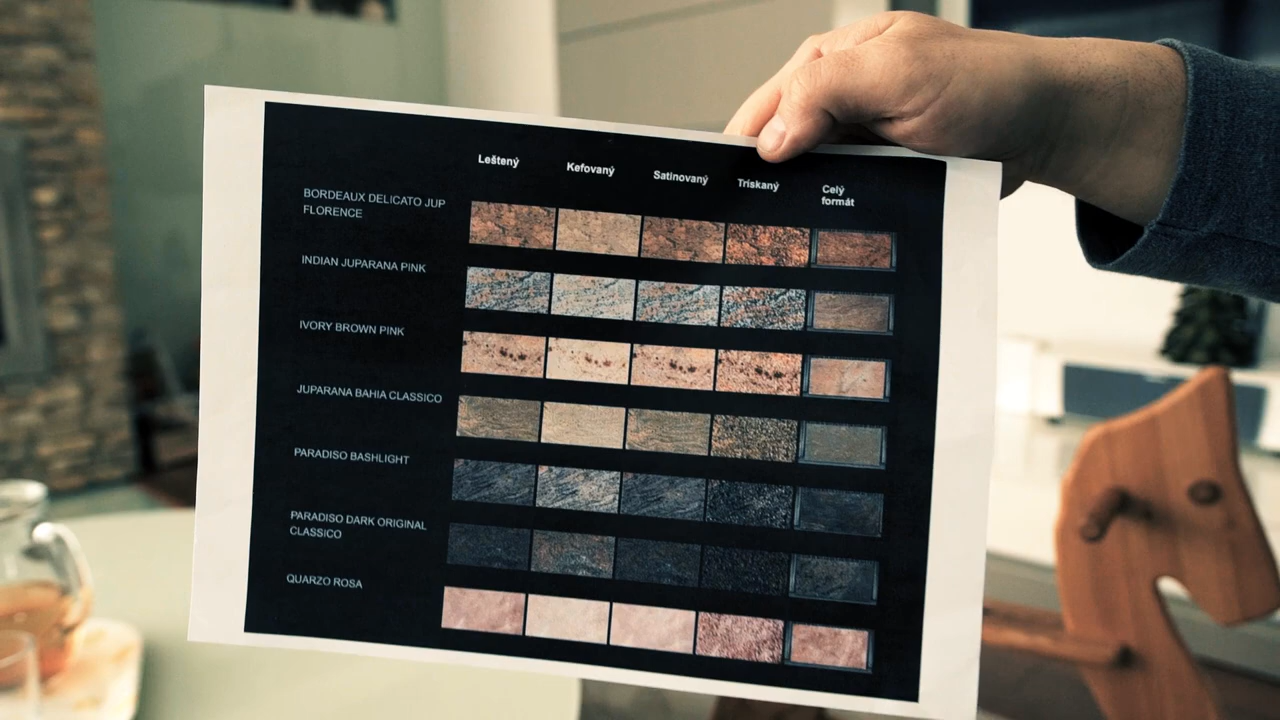 Leštený
Kefovaný
Satinovaný
Trískaný
Celý
formát
BORDEAUX DELICATO JUP
FLORENCE
INDIAN JUPARANA PINK
IVORY BROWN PINK
JUPARANA BAHIA CLASSICO
PARADISO BASHLIGHT
PARADISO DARK ORIGINAL
CLASSICO
QUARZO ROSA